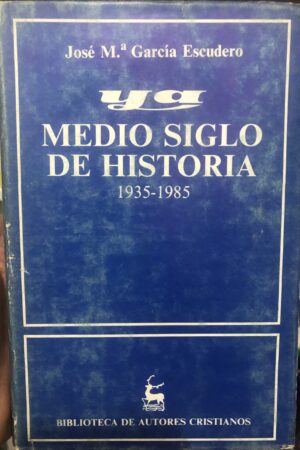 José M.ª García Escudero
ya
MEDIO SIGLO
DE HISTORIA
1935-1985
BIBLIOTECA DE AUTORES CRISTIANOS